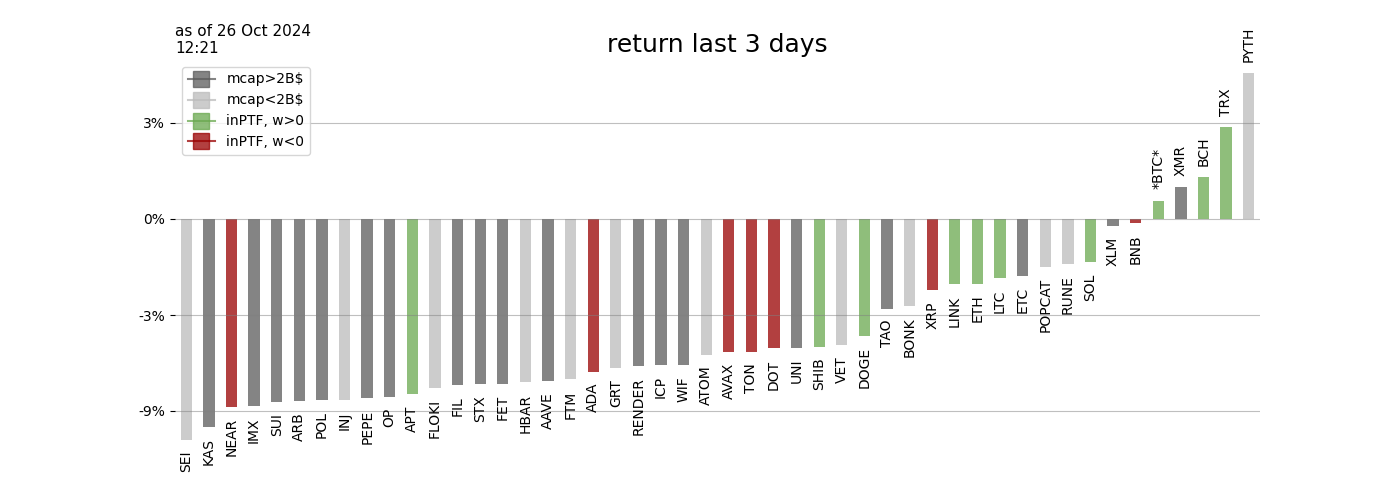 as of 26 Oct 2024
12:21
return last 3 days
mcap>2B$
mcap<2B$
inPTF, w>0
inPTF, w<0
3%
0%
-3%
-9%
SEI
KAS
NEAR
IMX
SUI
ARB
POL
INJ
PEPE
OP
APT
FLOKI
FIL
STX
FET
HBAR
AAVE
FTM
ADA
GRT
RENDER
ICP
WIF
ATOM
AVAX
TON
DOT
UNI
SHIB
VET
DOGE
TAO
BONK
XRP
LINK
ETH
LTC
ETC
POPCAT
RUNE
SOL
XLM
BNB
*BTC*
XMR
BCH
TRX
PYTH